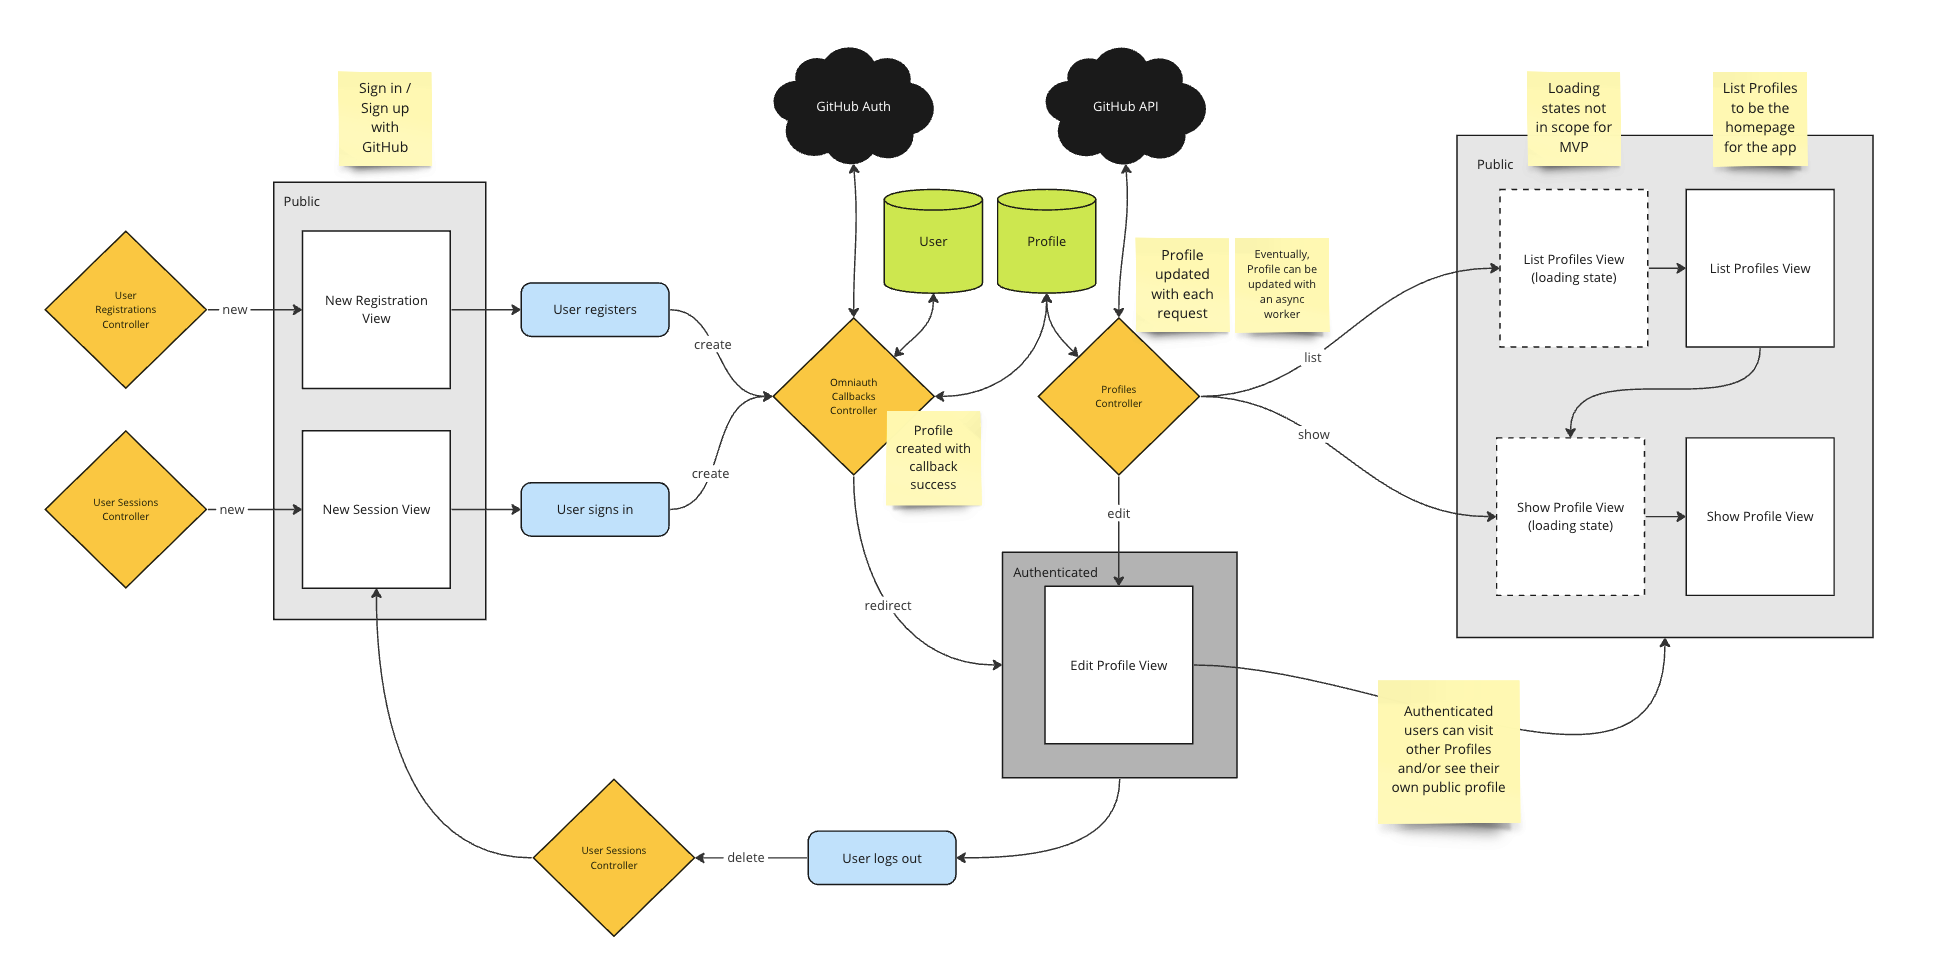 Sign in /
Sign up
with
GitHub
GitHub Auth
GitHub API
Loading
states not
in scope for
MVP
List Profiles
to be the
homepage
for the app
Public
Public
User
Registrations
Controller
new
New Registration
View
User registers
create
User
Profile
Profile
updated
with each
request
Eventually,
Profile can be
updated with
an async
worker
List Profiles View
(loading state)
List Profiles View
list
Omniauth
Callbacks
Controller
Profiles
Controller
Profile
created with
callback
success
show
User Sessions
Controller
new
New Session View
User signs in
create
edit
Show Profile View
(loading state)
Show Profile View
redirect
Authenticated
Edit Profile View
Authenticated
users can visit
other Profiles
and/or see their
own public profile
User Sessions
Controller
delete
User logs out